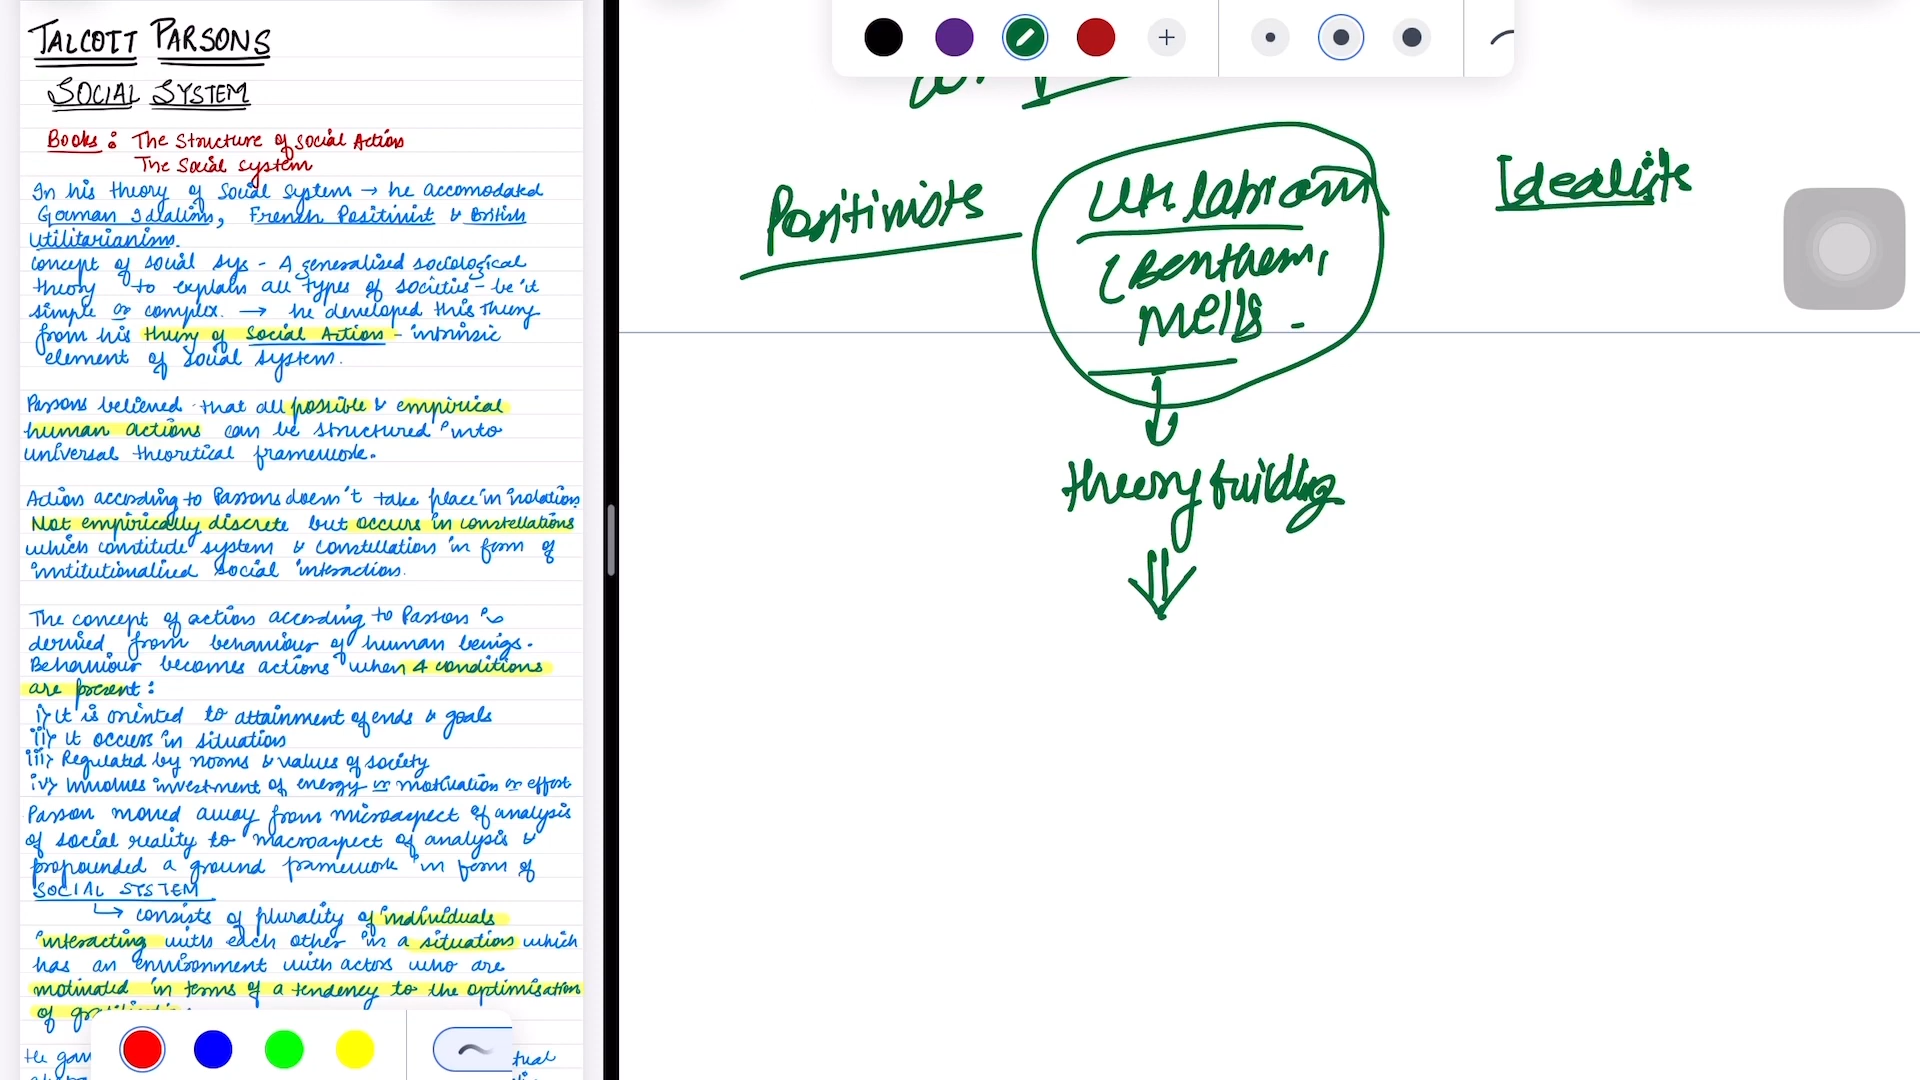 TALCOTT PARSONS
SOCIAL SYSTEM
Books : The Structure of Social Action
The Social System
In his theory of Social System → he accomodated
German Idealism, French Positivist & British
Utilitarianism.
Concept of Social sys - A generalised sociological
theory to explain all types of societies - be it
simple or complex. → he developed this theory
from his theory of Social Action - intrinsic
element of social system.
Parsons believed that all possible & empirical
human actions can be structured into
universal theoretical framework.
Action according to Parsons doesn't take place in isolation.
Not empirically discrete but occurs in constellations
which constitute system & constellation in form of
institutionalised social interaction.
The concept of action according to Parsons is
derived from behaviour of human beings.
Behaviour becomes actions when 4 conditions
are present :
i) It is oriented to attainment of ends & goals
ii) It occurs in situation
iii) Regulated by norms & values of society
iv) Involves investment of energy or motivation or effort
Parson moved away from microaspect of analysis
of social reality to macroaspect of analysis &
propounded a ground framework in form of
SOCIAL SYSTEM
↳ consists of plurality of individuals
interacting with each other in a situation which
has an environment with actors who are
motivated in terms of a tendency to the optimisation
of
He
Positivists
Utilitarian
(Benthem,
Mells -
Idealists
theory building